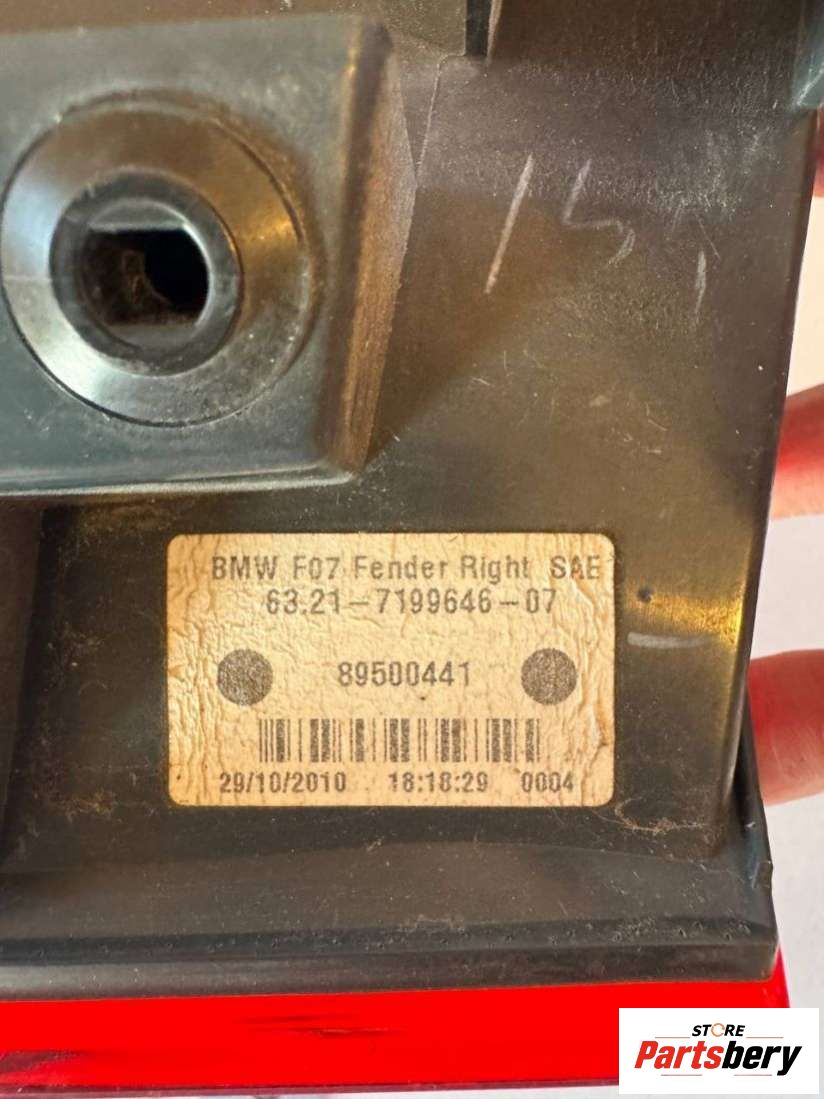 BMW F07 Fender Right SAE
63.21-7199646-07
89500441
29/10/2010 18:18:29 0004
STORE
Partsbery